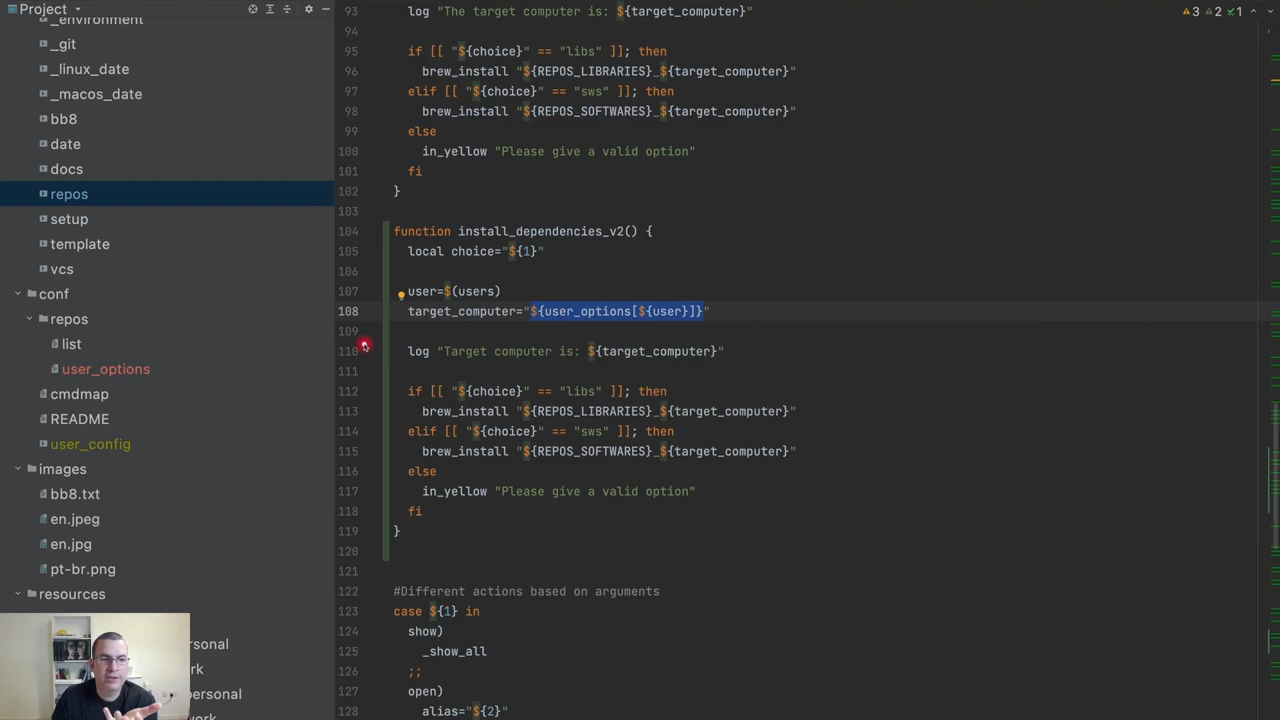 Project
_environment
_git
_linux_date
_macos_date
bb8
date
docs
repos
setup
template
vcs
conf
repos
list
user_options
cmdmap
README
user_config
images
bb8.txt
en.jpeg
en.jpg
pt-br.png
resources
rsonal
rk
personal
work
3 2 1
93 log "The target computer is: ${target_computer}"
94
95 if [[ "${choice}" == "libs" ]]; then
96 brew_install "${REPOS_LIBRARIES}_${target_computer}"
97 elif [[ "${choice}" == "sws" ]]; then
98 brew_install "${REPOS_SOFTWARES}_${target_computer}"
99 else
100 in_yellow "Please give a valid option"
101 fi
102 }
103
104 function install_dependencies_v2() {
105 local choice="${1}"
106
107 user=$(users)
108 target_computer="${user_options[${user}]}"
109
110 log "Target computer is: ${target_computer}"
111
112 if [[ "${choice}" == "libs" ]]; then
113 brew_install "${REPOS_LIBRARIES}_${target_computer}"
114 elif [[ "${choice}" == "sws" ]]; then
115 brew_install "${REPOS_SOFTWARES}_${target_computer}"
116 else
117 in_yellow "Please give a valid option"
118 fi
119 }
120
121
122 #Different actions based on arguments
123 case ${1} in
124 show)
125 _show_all
126 ;;
127 open)
128 alias="${2}"